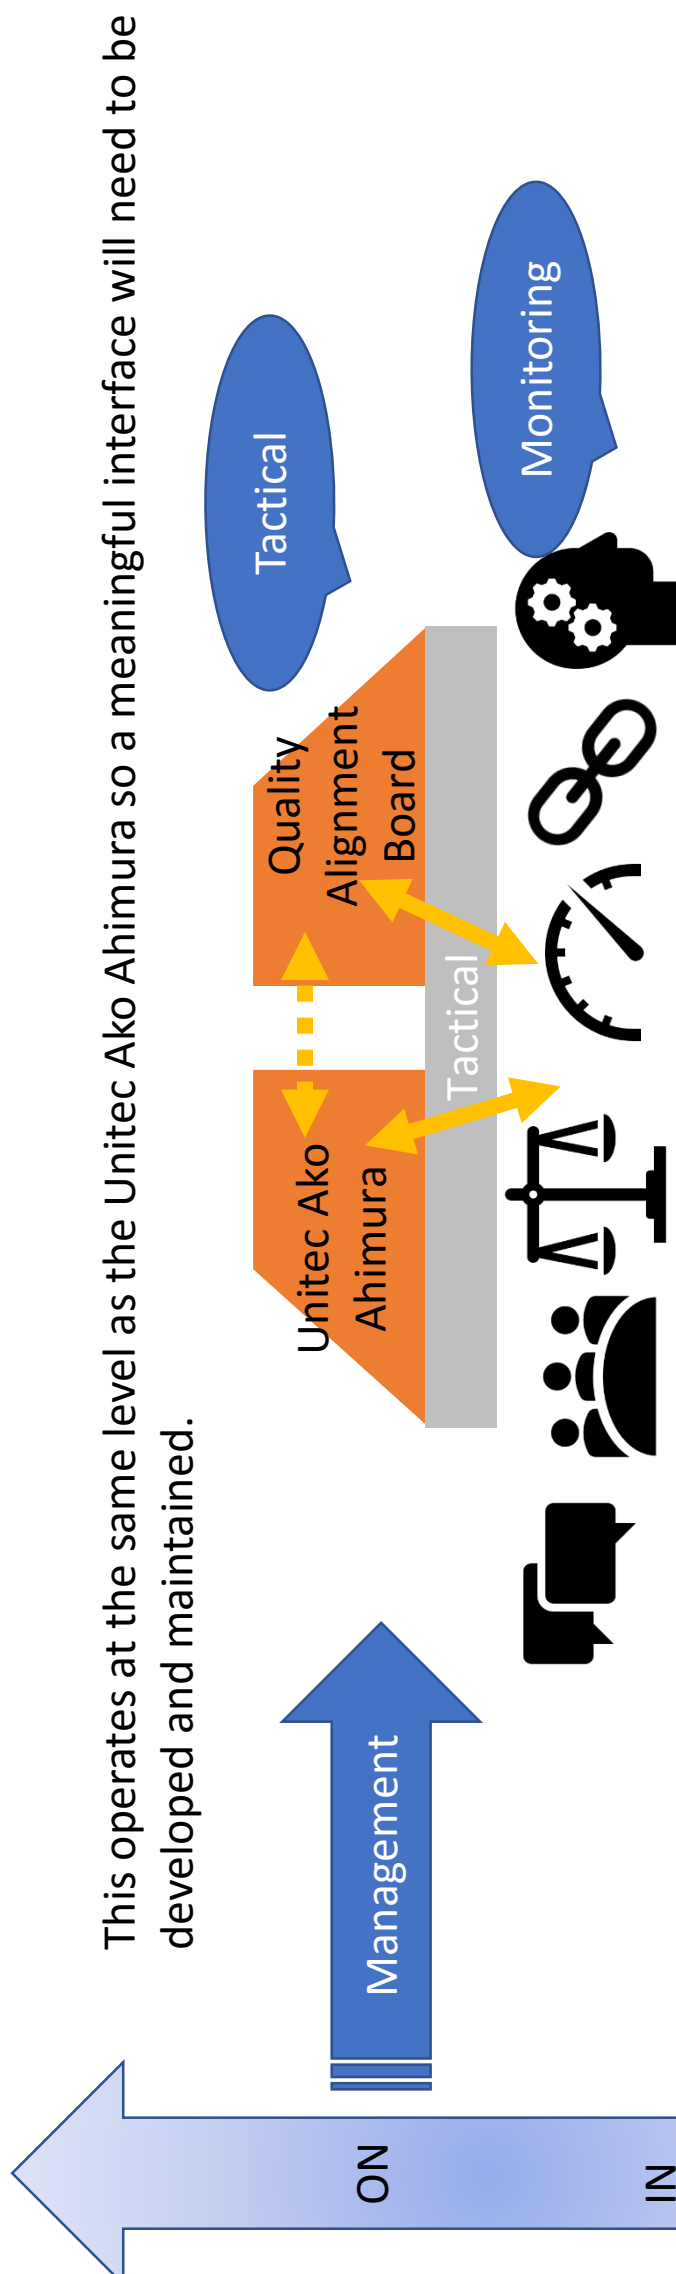 This operates at the same level as the Unitec Ako Ahimura so a meaningful interface will need to be
developed and maintained.
ON
Management
Unitec Ako
Ahimura
Quality
Alignment
Board
Tactical
Tactical
Monitoring
IN